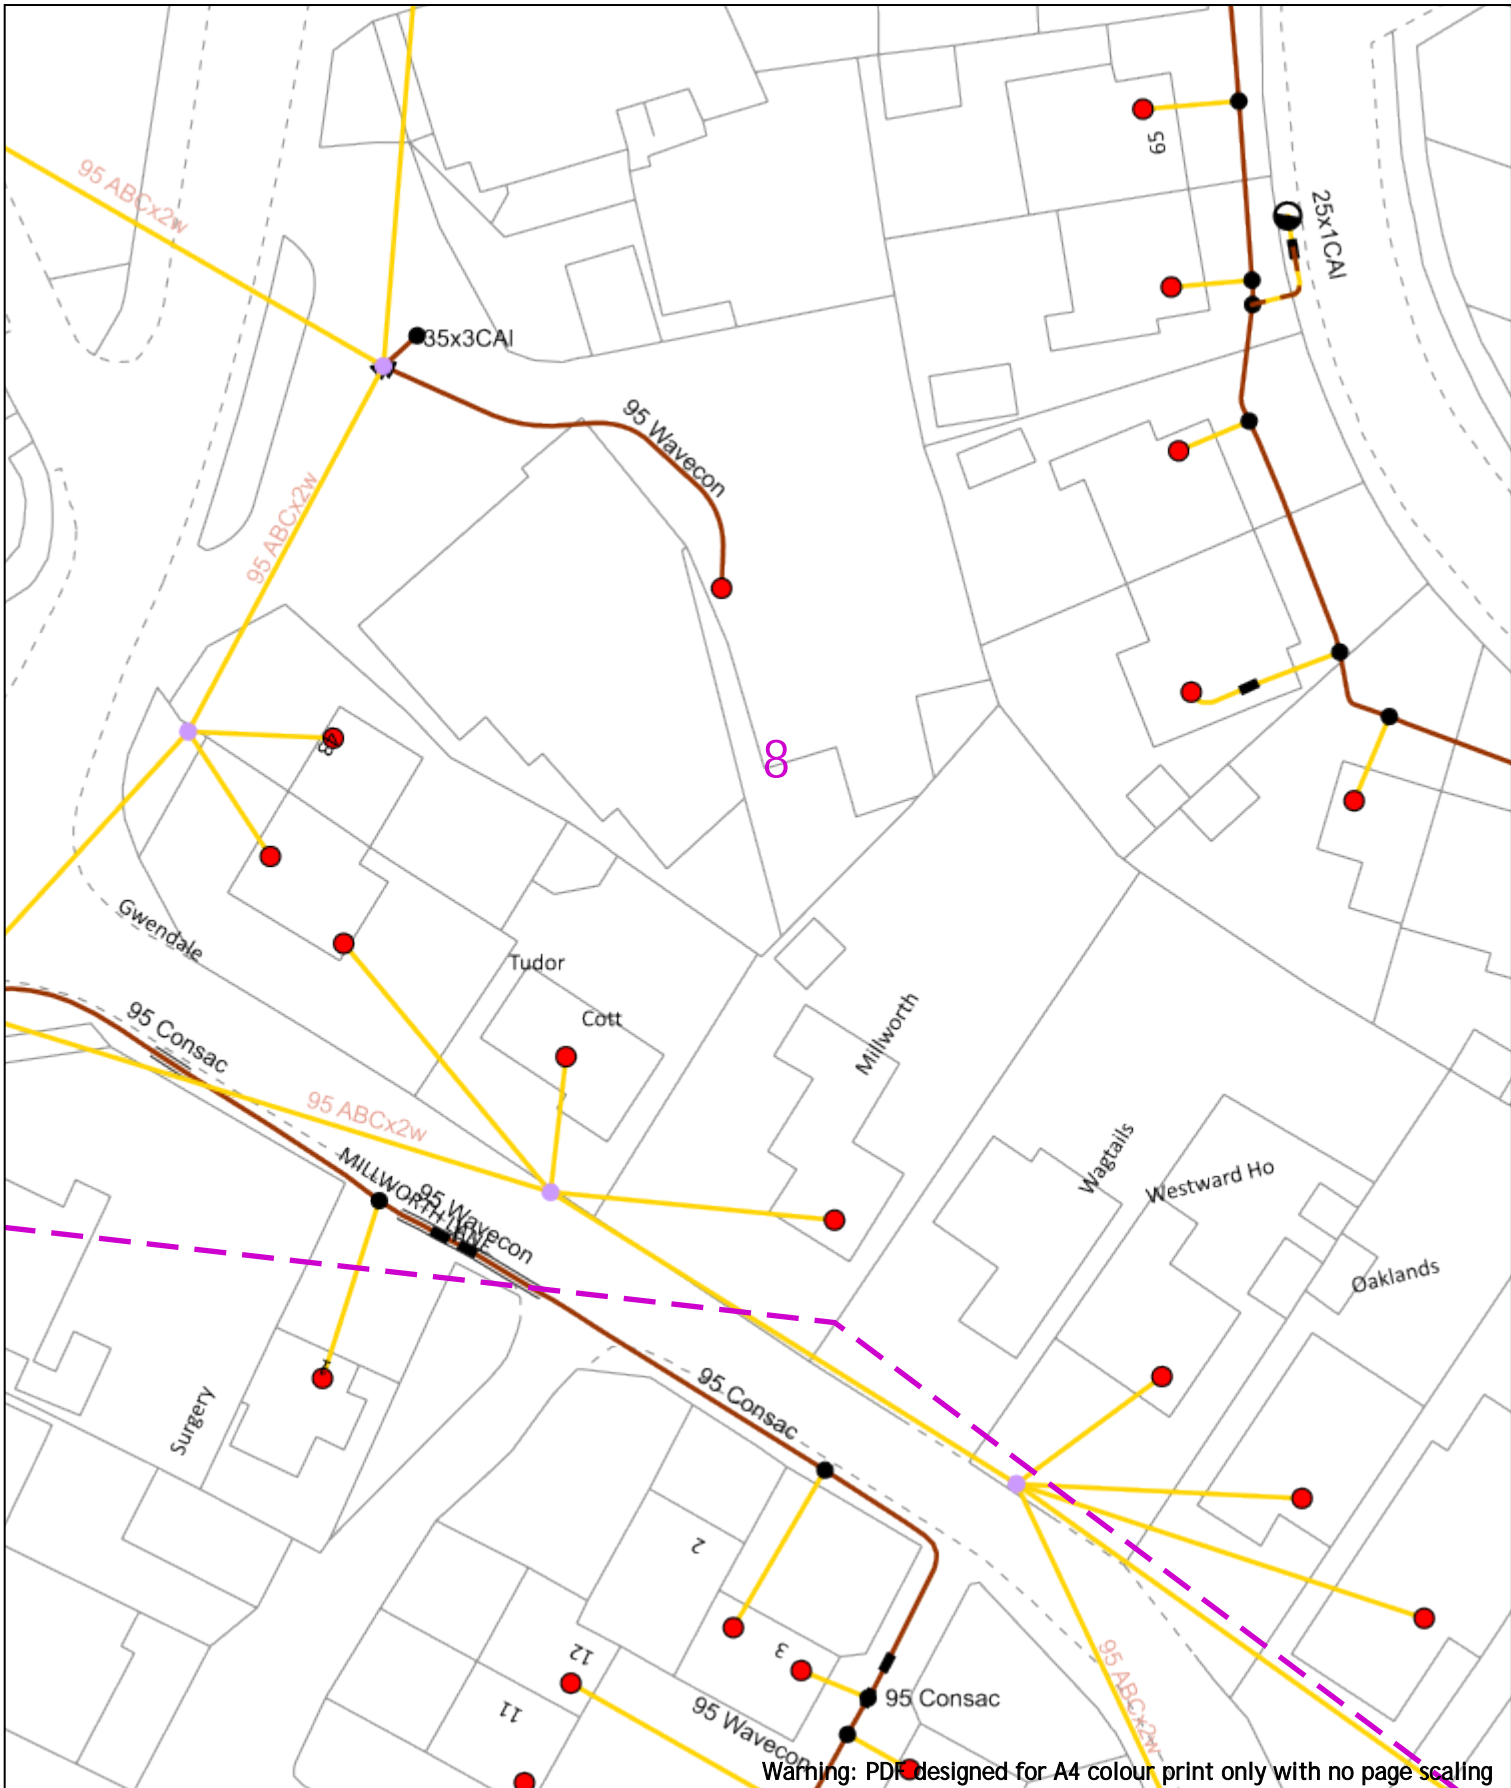 59
25x1CAl
95 ABCx2w
35x3CAl
95 Wavecon
95 ABCx2w
8
Gwendale
Tudor
Cott
95 Consac
Millworth
95 ABCx2w
MILLWORTH LANE
95 Wavecon
Wagtails
Westward Ho
Oaklands
1
Surgery
95 Consac
2
3
12
11
95 Consac
95 Wavecon
95 ABCx2w
Warning: PDF designed for A4 colour print only with no page scaling